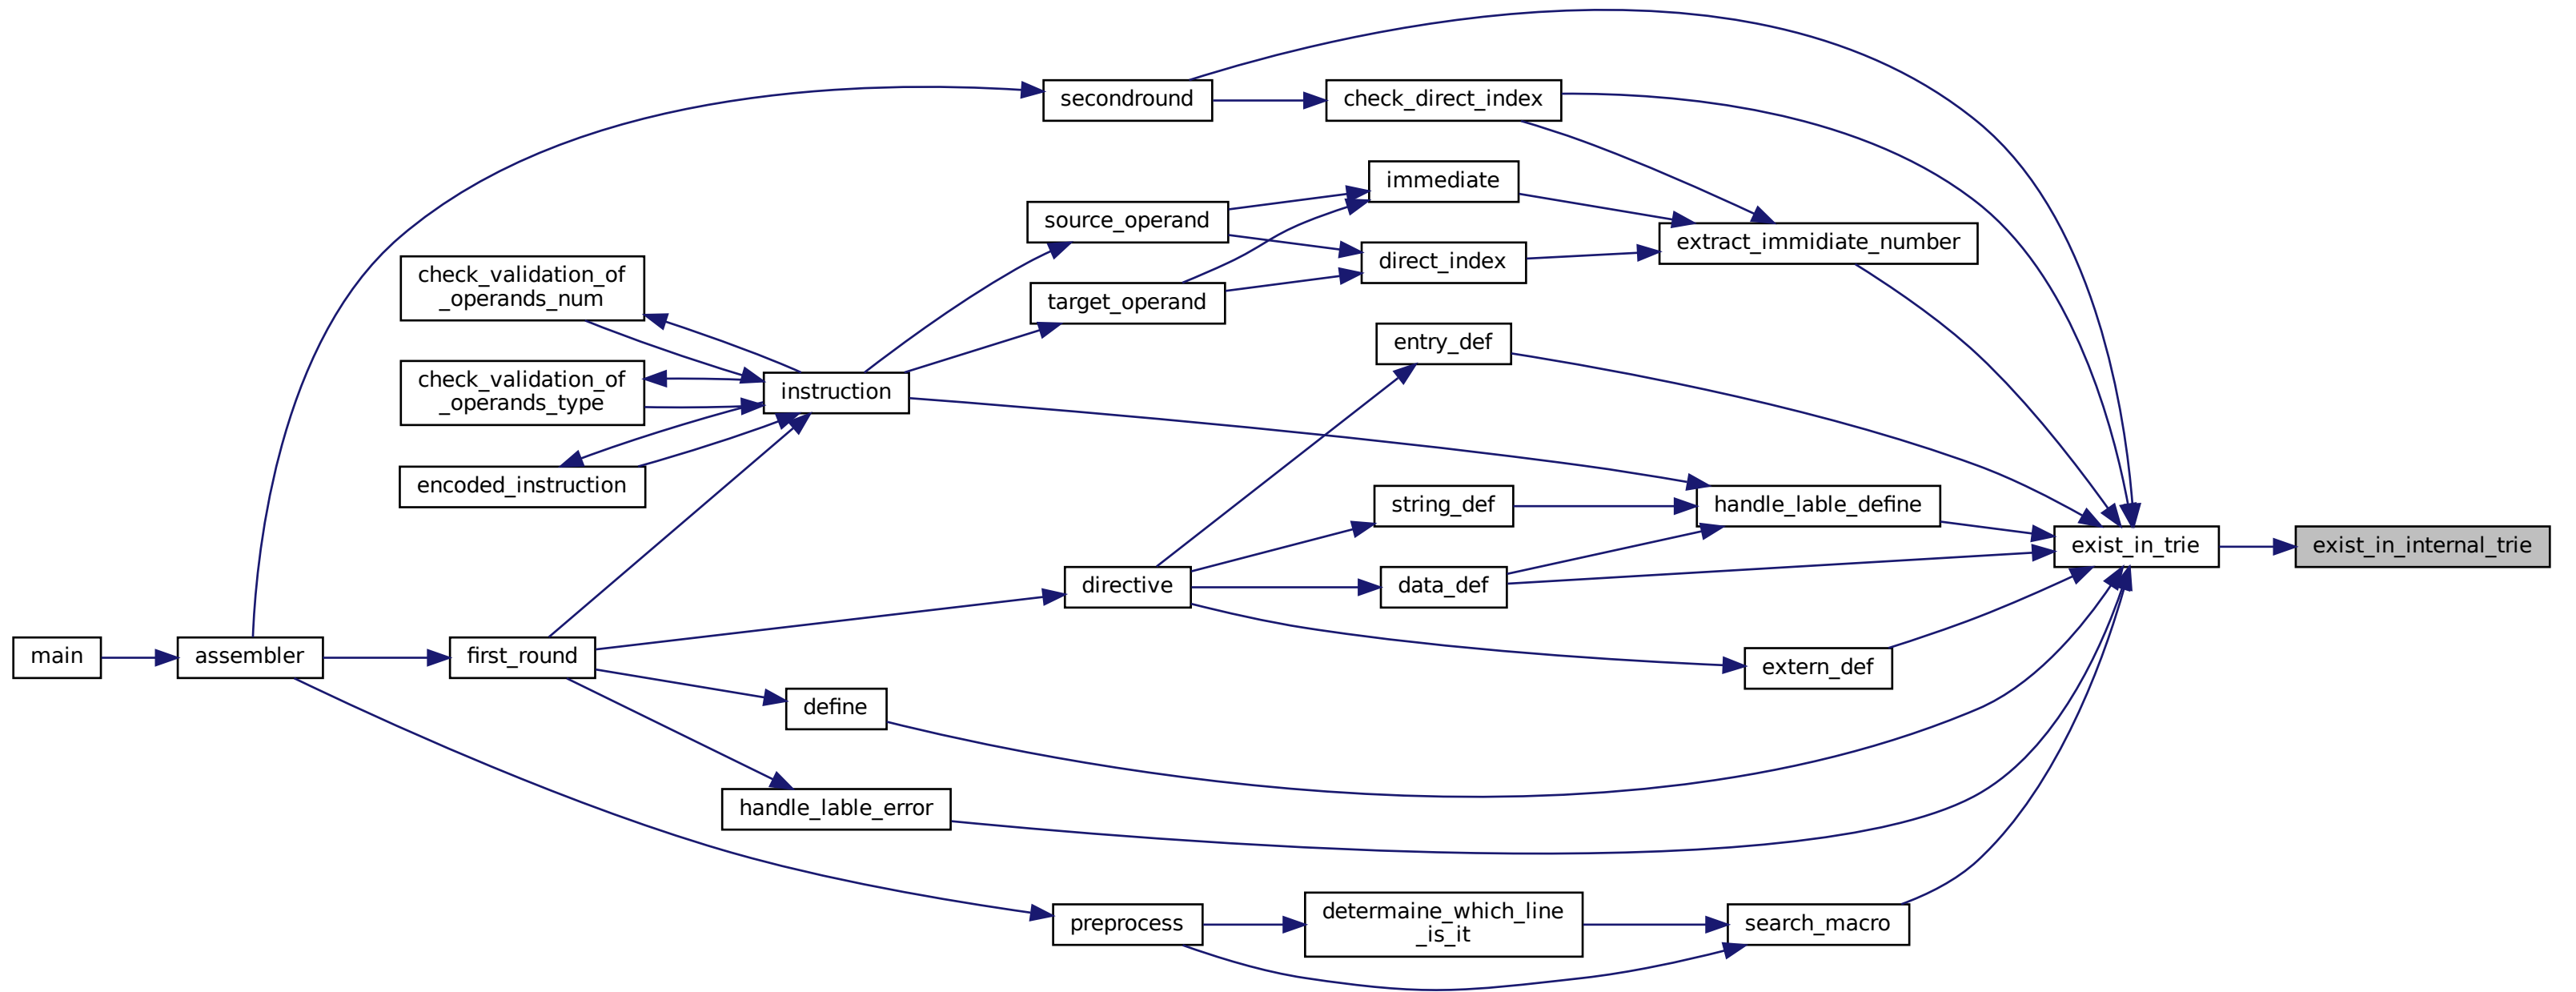 secondround
check_direct_index
immediate
source_operand
extract_immidiate_number
direct_index
check_validation_of
_operands_num
target_operand
entry_def
check_validation_of
_operands_type
instruction
encoded_instruction
string_def
handle_lable_define
exist_in_trie
exist_in_internal_trie
directive
data_def
main
assembler
first_round
extern_def
define
handle_lable_error
preprocess
determaine_which_line
_is_it
search_macro